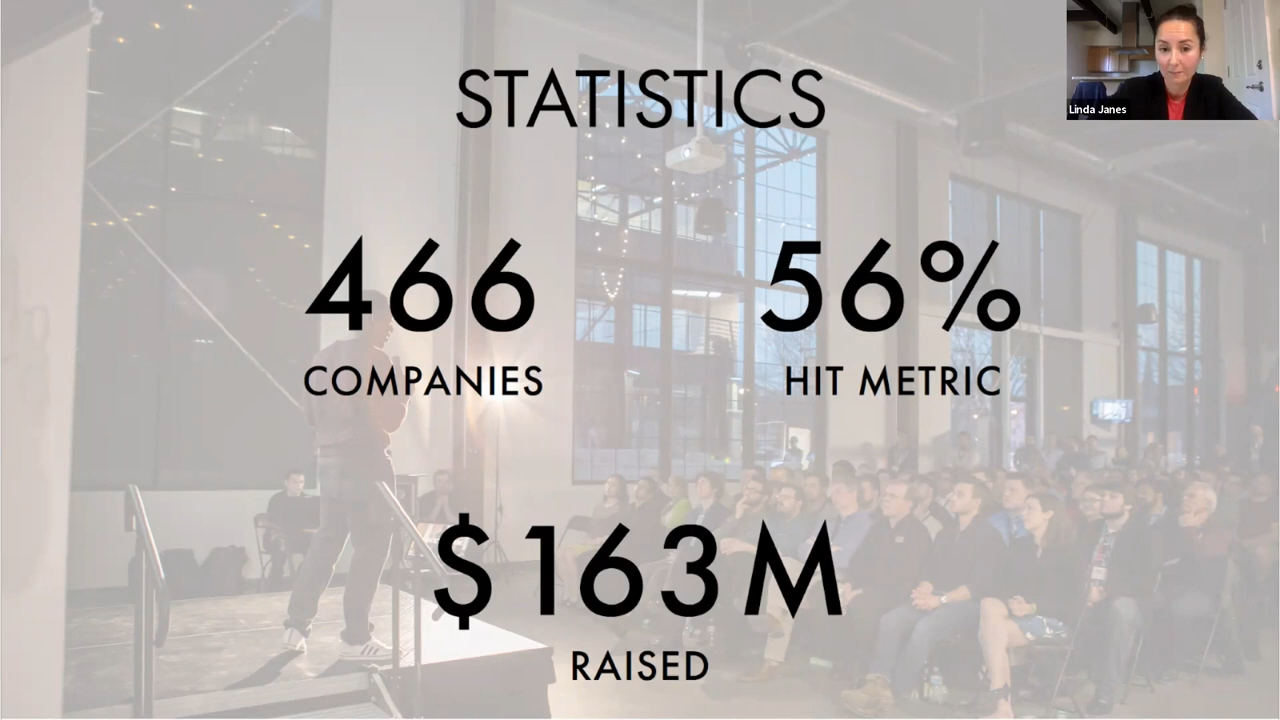 STATISTICS
Linda Janes
466
COMPANIES
56%
HIT METRIC
$163M
RAISED